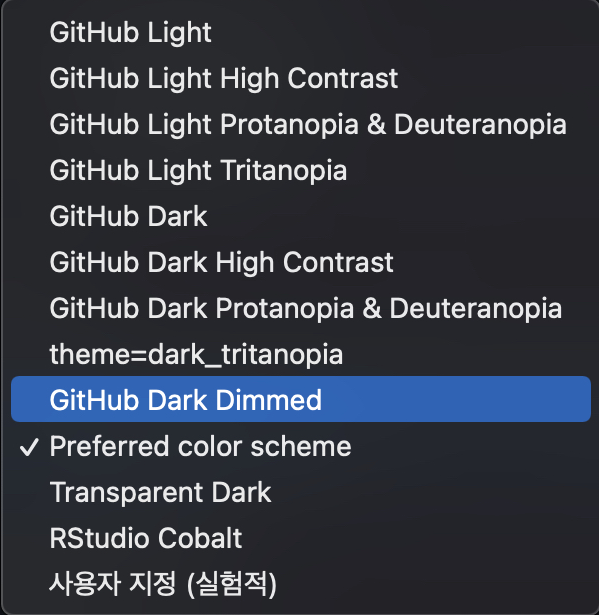 GitHub Light
GitHub Light High Contrast
GitHub Light Protanopia & Deuteranopia
GitHub Light Tritanopia
GitHub Dark
GitHub Dark High Contrast
GitHub Dark Protanopia & Deuteranopia
theme=dark_tritanopia
GitHub Dark Dimmed
✓ Preferred color scheme
Transparent Dark
RStudio Cobalt
사용자 지정 (실험적)